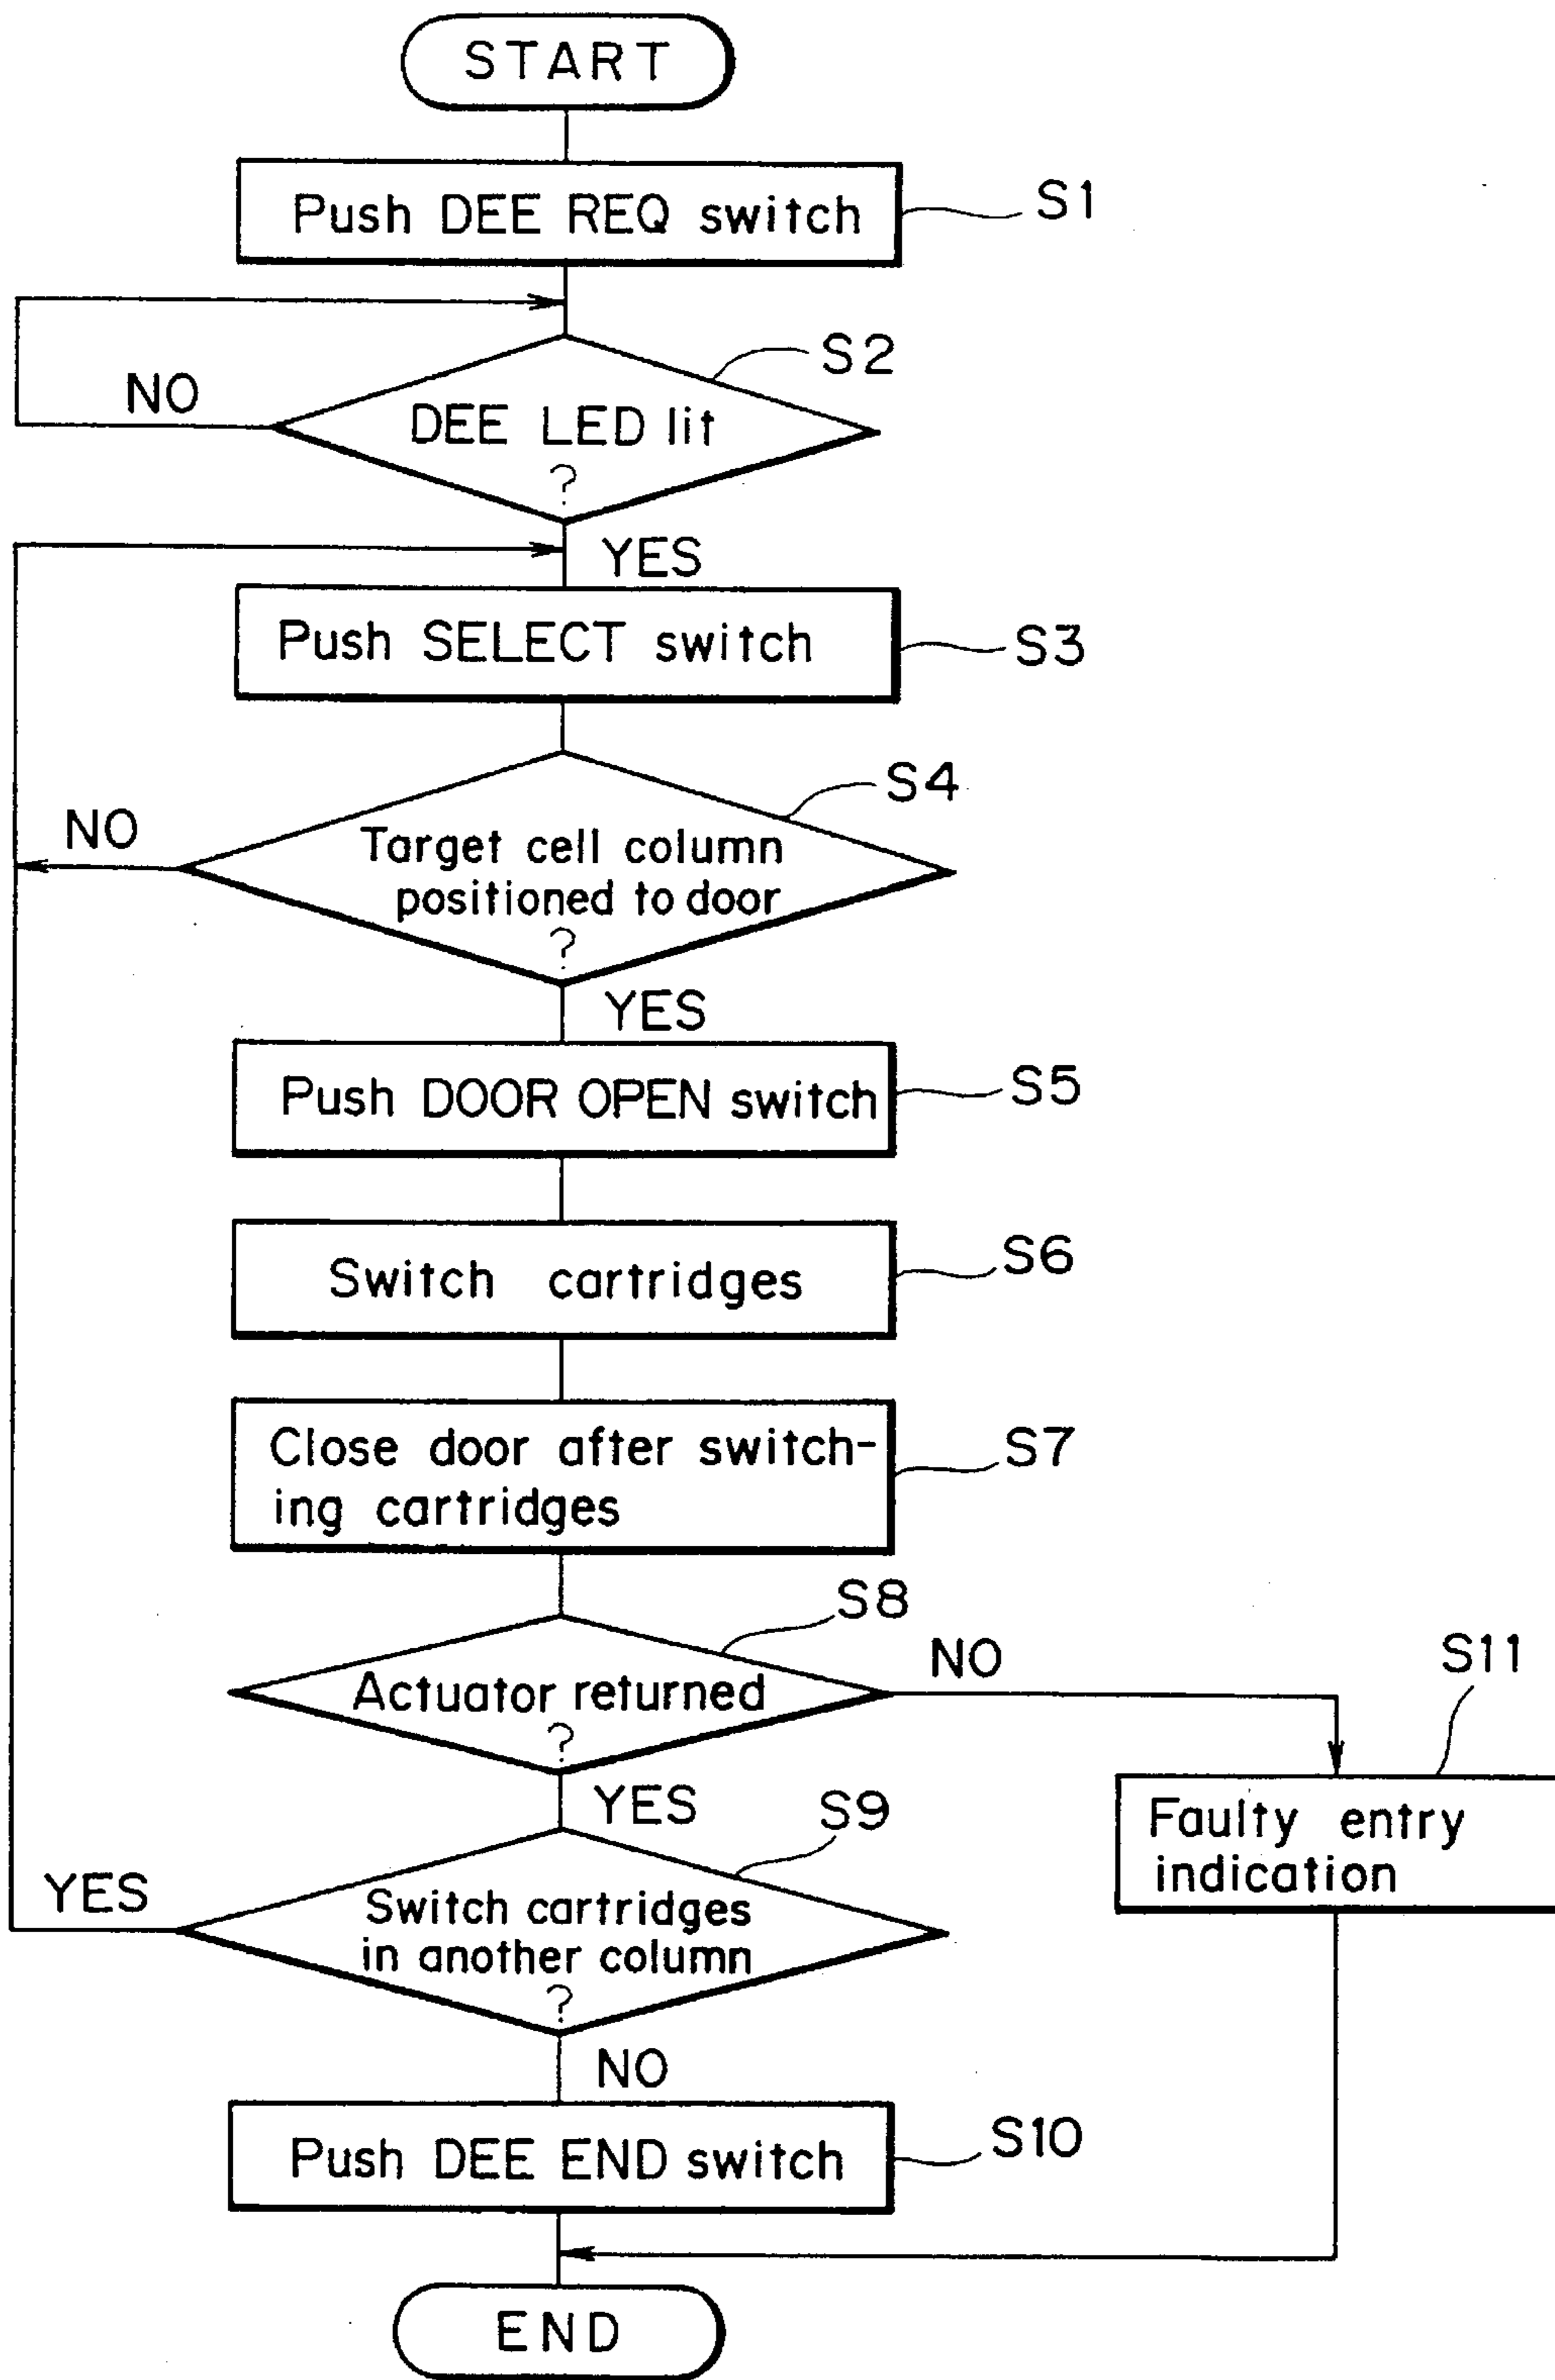 START
Push DEE REQ switch
S1
S2
NO
DEE LED lit
?
YES
Push SELECT switch
S3
S4
NO
Target cell column
positioned to door
?
YES
Push DOOR OPEN switch
S5
Switch cartridges
S6
Close door after switch-
ing cartridges
S7
S8
Actuator returned
?
NO
S11
Faulty entry
indication
YES
S9
YES
Switch cartridges
in another column
?
NO
Push DEE END switch
S10
END